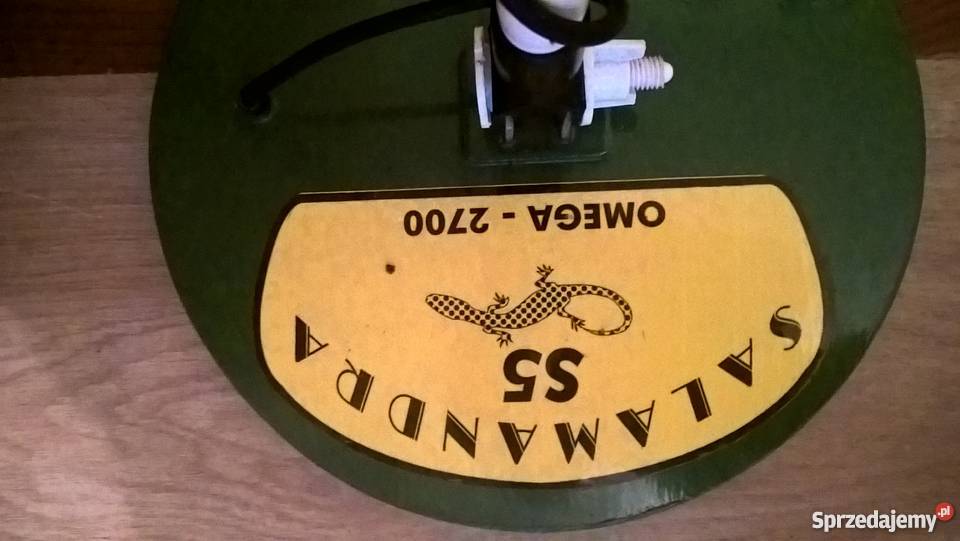 SALAMANDRA
S5
OMEGA - 2700
Sprzedajemy.pl